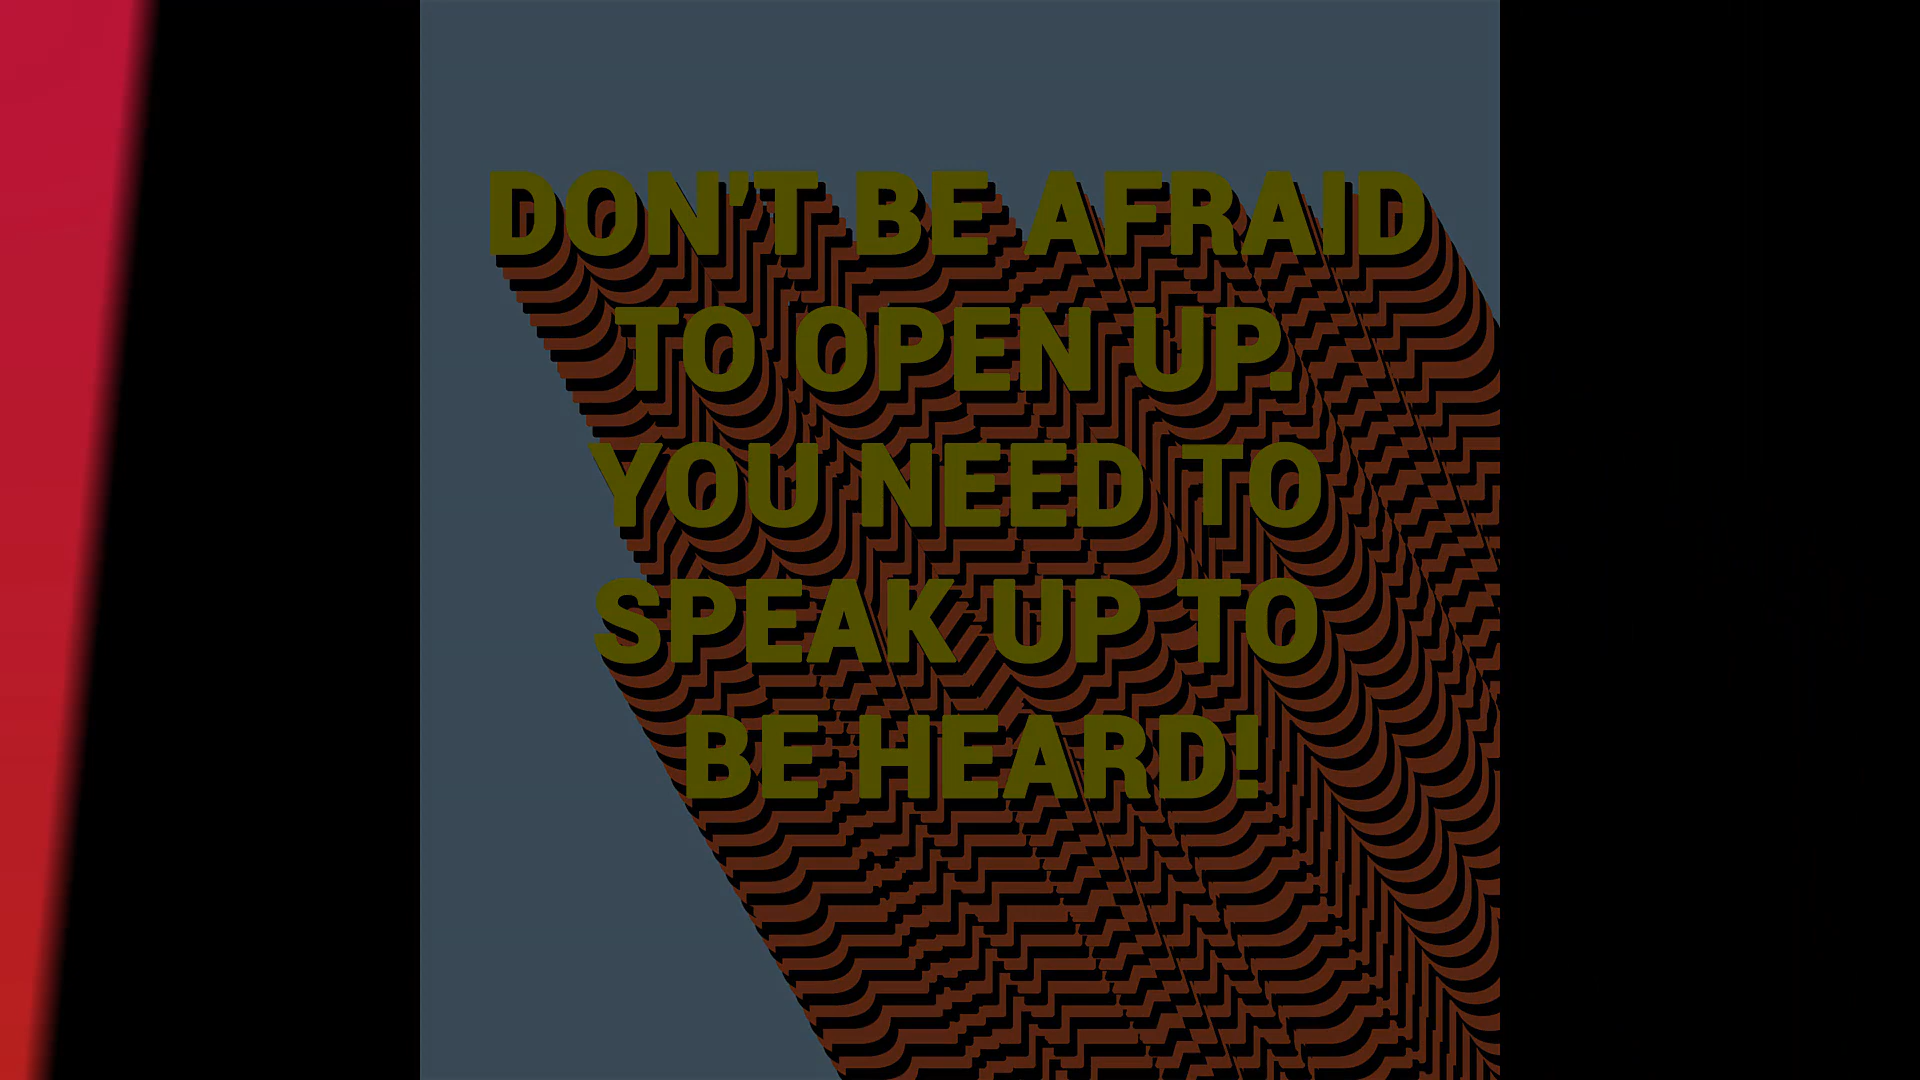 DON'T BE AFRAID
TO OPEN UP.
YOU NEED TO
SPEAK UP TO
BE HEARD!